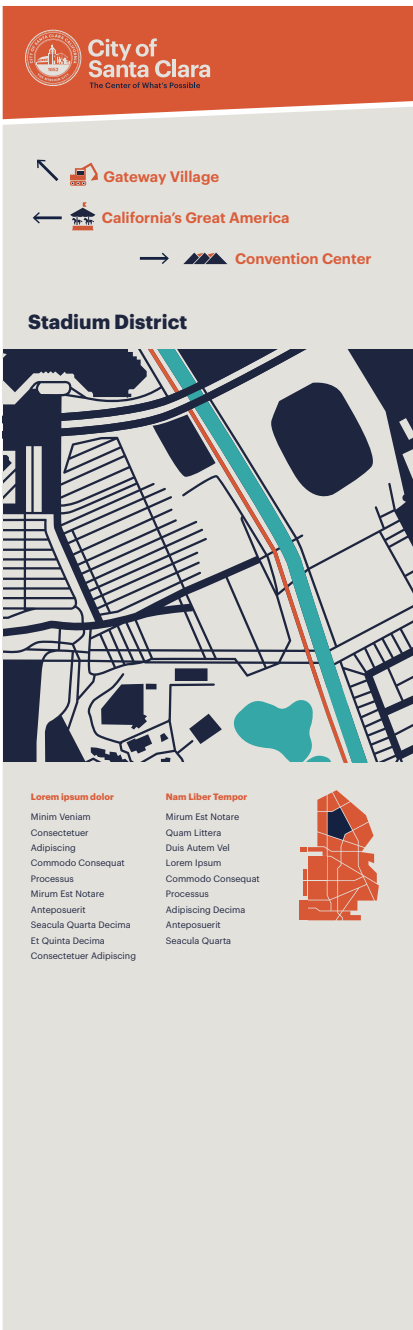 City of
Santa Clara
The Center of What's Possible
Gateway Village
California's Great America
Convention Center
Stadium District
Lorem ipsum dolor
Minim Veniam
Consectetuer
Adipiscing
Commodo Consequat
Processus
Mirum Est Notare
Anteposuerit
Seacula Quarta Decima
Et Quinta Decima
Consectetuer Adipiscing
Nam Liber Tempor
Mirum Est Notare
Quam Littera
Duis Autem Vel
Lorem Ipsum
Commodo Consequat
Processus
Adipiscing Decima
Anteposuerit
Seacula Quarta